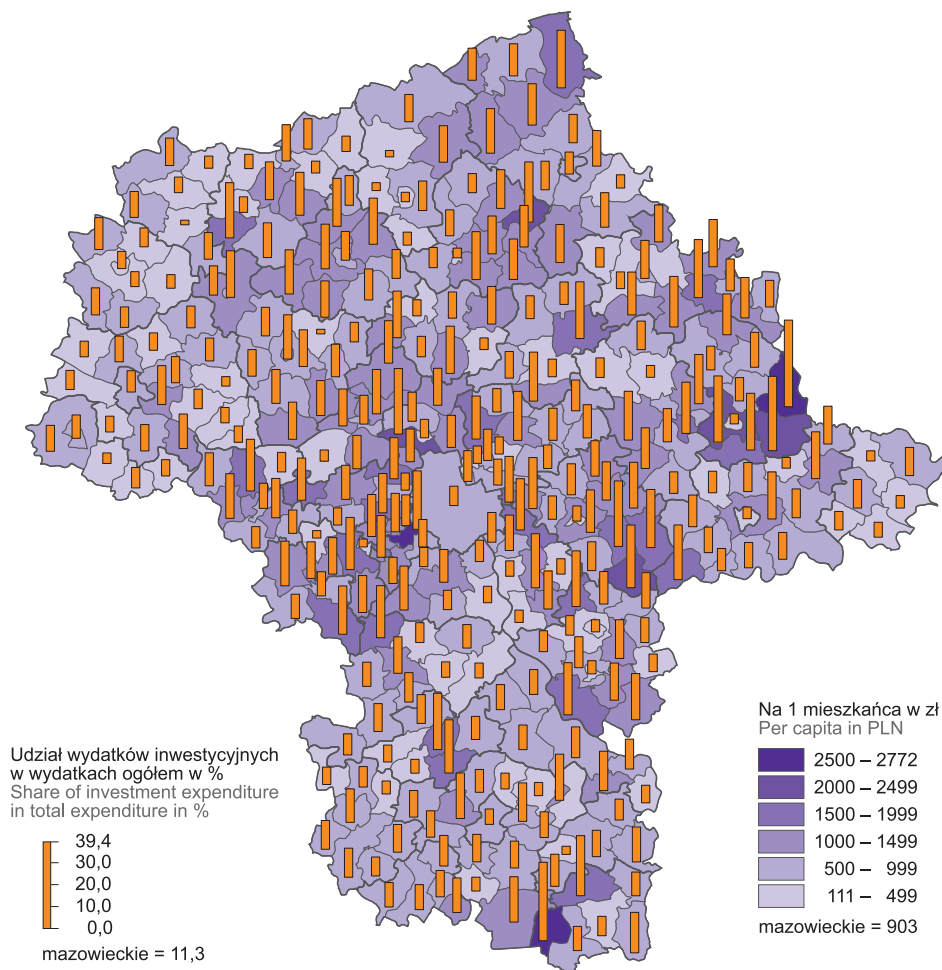 Udział wydatków inwestycyjnych
w wydatkach ogółem w %
Share of investment expenditure
in total expenditure in %
39,4
30,0
20,0
10,0
0,0
mazowieckie = 11,3
Na 1 mieszkańca w zł
Per capita in PLN
2500 – 2772
2000 – 2499
1500 – 1999
1000 – 1499
500 – 999
111 – 499
mazowieckie = 903